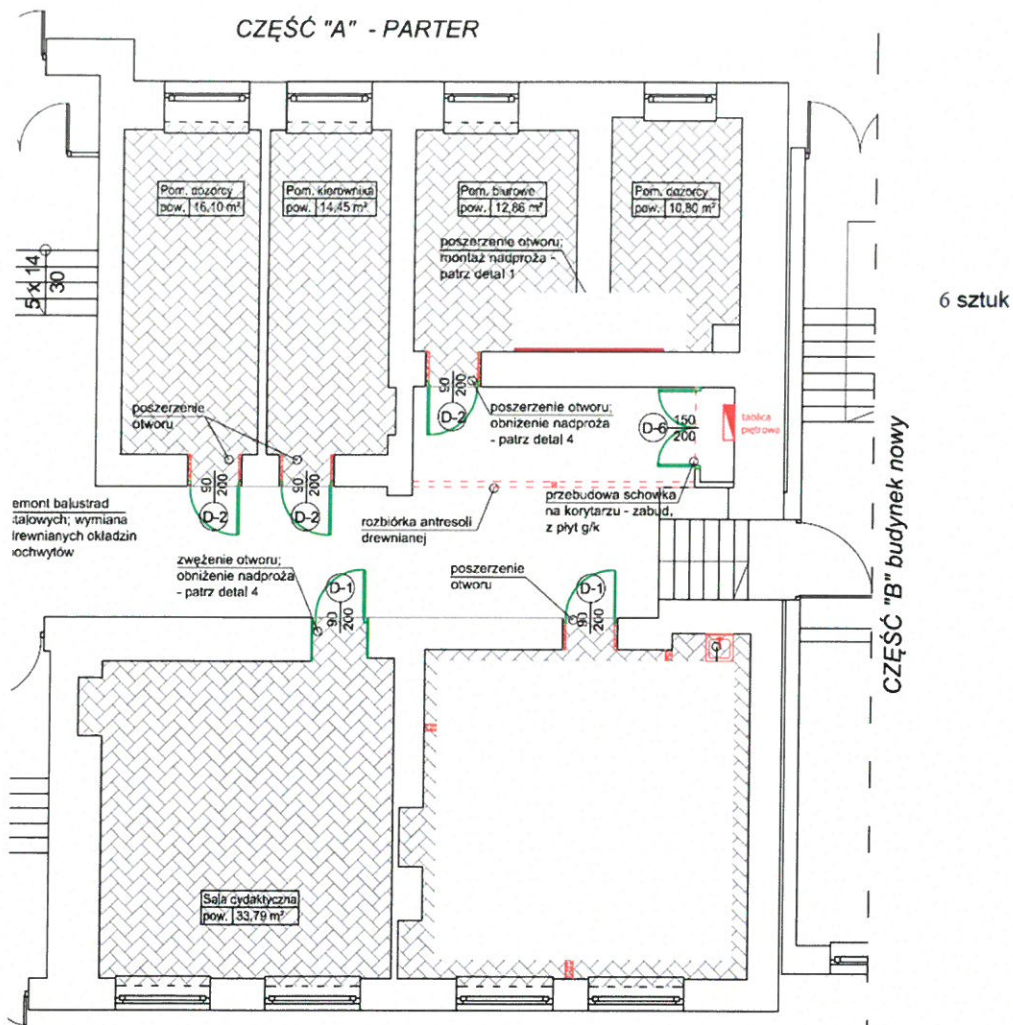 CZĘŚĆ "A" - PARTER
Pom. dozorcy
pow. 16,10 m²
Pom. kierownika
pow. 14,45 m²
Pom. biurowe
pow. 12,86 m²
Pom. dozorcy
pow. 10,80 m²
poszerzenie otworu;
montaż nadproża -
patrz detal 1
5 x 14
30
6 sztuk
poszerzenie
otworu
90
200
D-2
90
200
D-2
90
200
D-2
poszerzenie otworu;
obniżenie nadproża
- patrz detal 4
D-6
150
200
tablica
piętrowa
emont balustrad
stalowych; wymiana
drewnianych okładzin
pochwytów
rozbiórka antresoli
drewnianej
przebudowa schowka
na korytarzu - zabud.
z płyt g/k
zwężenie otworu;
obniżenie nadproża
- patrz detal 4
D-1
90
200
poszerzenie
otworu
D-1
90
200
CZĘŚĆ "B" budynek nowy
Sala dydaktyczna
pow. 33,79 m²